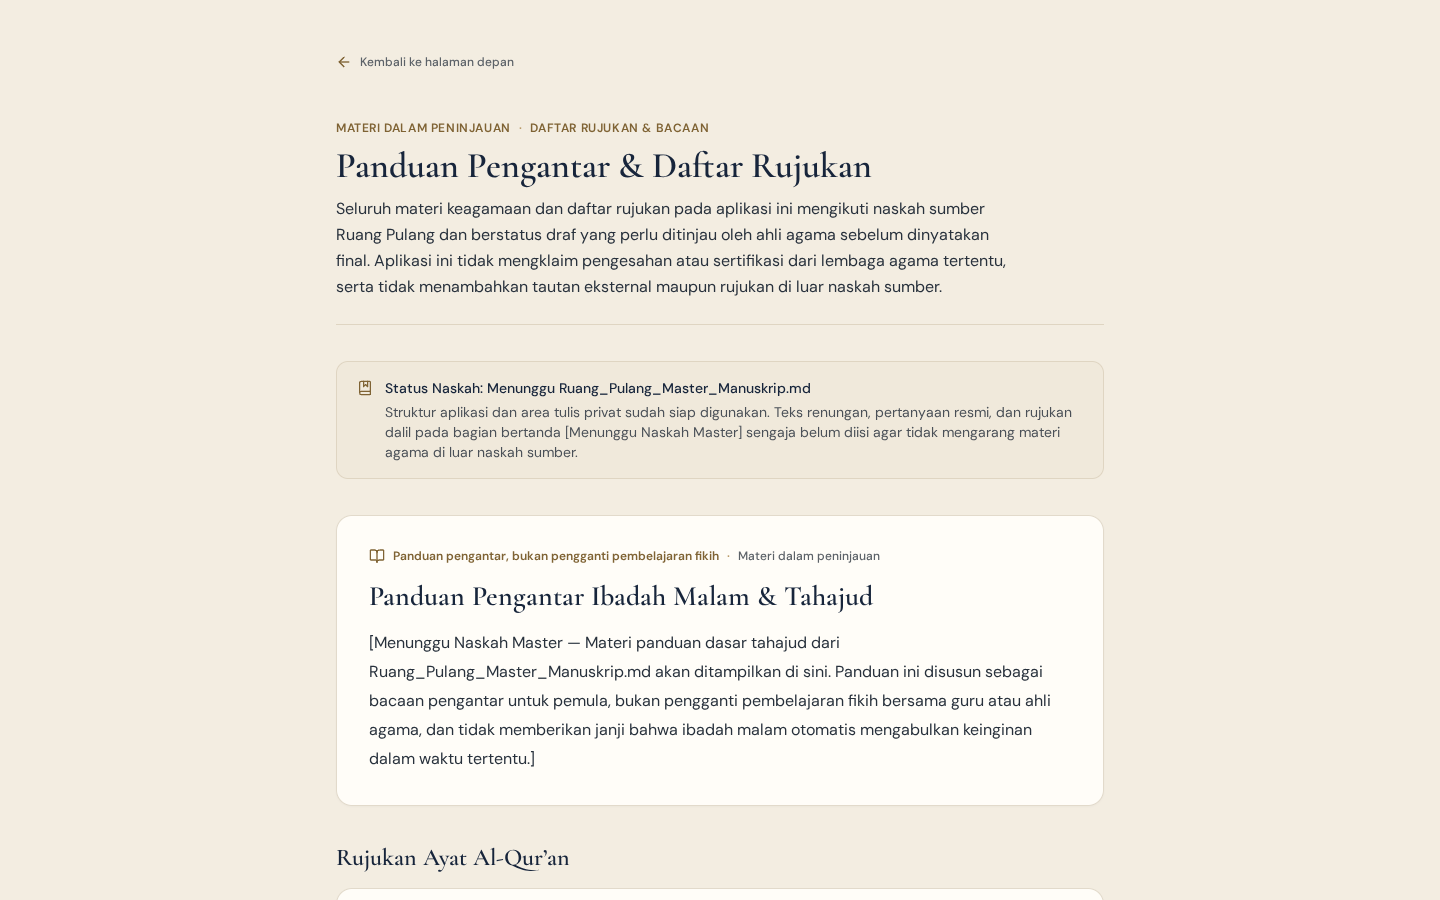 Kembali ke halaman depan
MATERI DALAM PENINJAUAN · DAFTAR RUJUKAN & BACAAN
Panduan Pengantar & Daftar Rujukan
Seluruh materi keagamaan dan daftar rujukan pada aplikasi ini mengikuti naskah sumber
Ruang Pulang dan berstatus draf yang perlu ditinjau oleh ahli agama sebelum dinyatakan
final. Aplikasi ini tidak mengklaim pengesahan atau sertifikasi dari lembaga agama tertentu,
serta tidak menambahkan tautan eksternal maupun rujukan di luar naskah sumber.
Status Naskah: Menunggu Ruang_Pulang_Master_Manuskrip.md
Struktur aplikasi dan area tulis privat sudah siap digunakan. Teks renungan, pertanyaan resmi, dan rujukan
dalil pada bagian bertanda [Menunggu Naskah Master] sengaja belum diisi agar tidak mengarang materi
agama di luar naskah sumber.
Panduan pengantar, bukan pengganti pembelajaran fikih · Materi dalam peninjauan
Panduan Pengantar Ibadah Malam & Tahajud
[Menunggu Naskah Master — Materi panduan dasar tahajud dari
Ruang_Pulang_Master_Manuskrip.md akan ditampilkan di sini. Panduan ini disusun sebagai
bacaan pengantar untuk pemula, bukan pengganti pembelajaran fikih bersama guru atau ahli
agama, dan tidak memberikan janji bahwa ibadah malam otomatis mengabulkan keinginan
dalam waktu tertentu.]
Rujukan Ayat Al-Qur’an